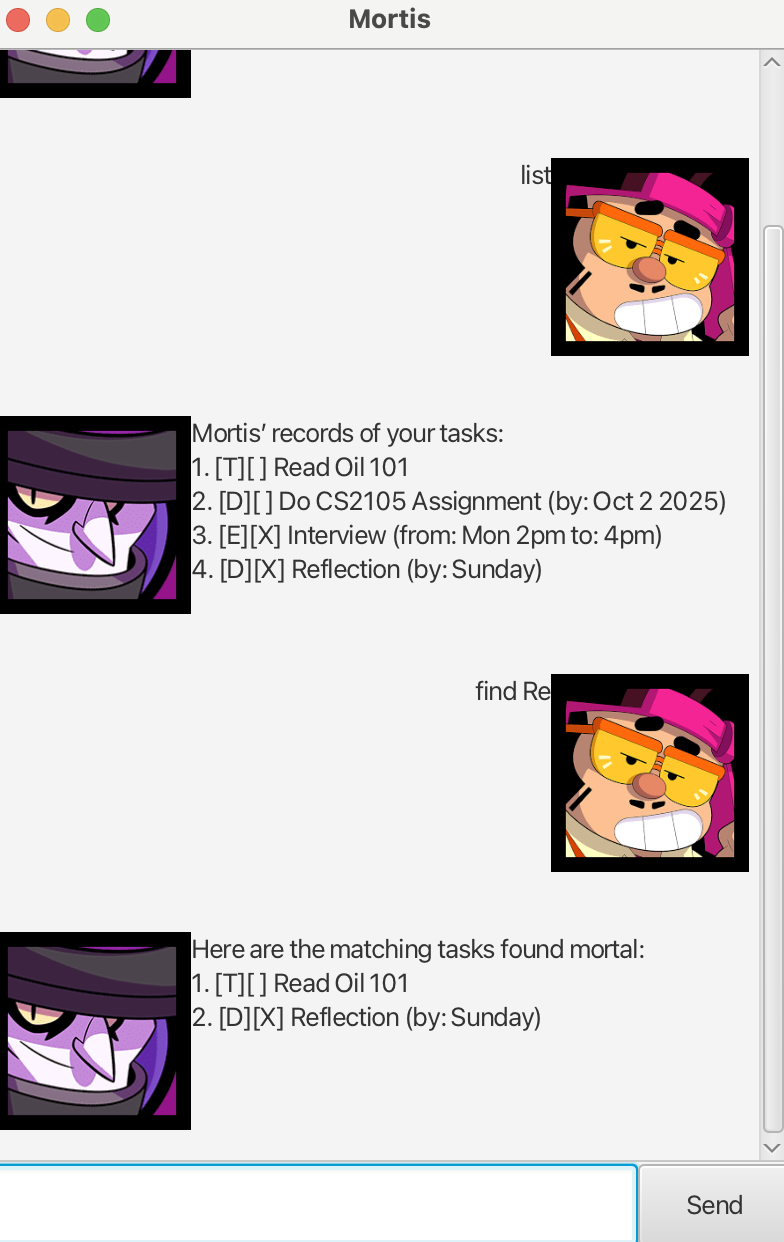 Mortis
list
Mortis’ records of your tasks:
1. [T][ ] Read Oil 101
2. [D][ ] Do CS2105 Assignment (by: Oct 2 2025)
3. [E][X] Interview (from: Mon 2pm to: 4pm)
4. [D][X] Reflection (by: Sunday)
find Re
Here are the matching tasks found mortal:
1. [T][ ] Read Oil 101
2. [D][X] Reflection (by: Sunday)
Send